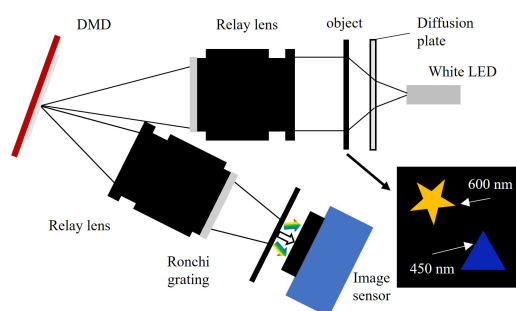 DMD
Relay lens
object
Diffusion
plate
White LED
600 nm
450 nm
Relay lens
Ronchi
grating
Image
sensor